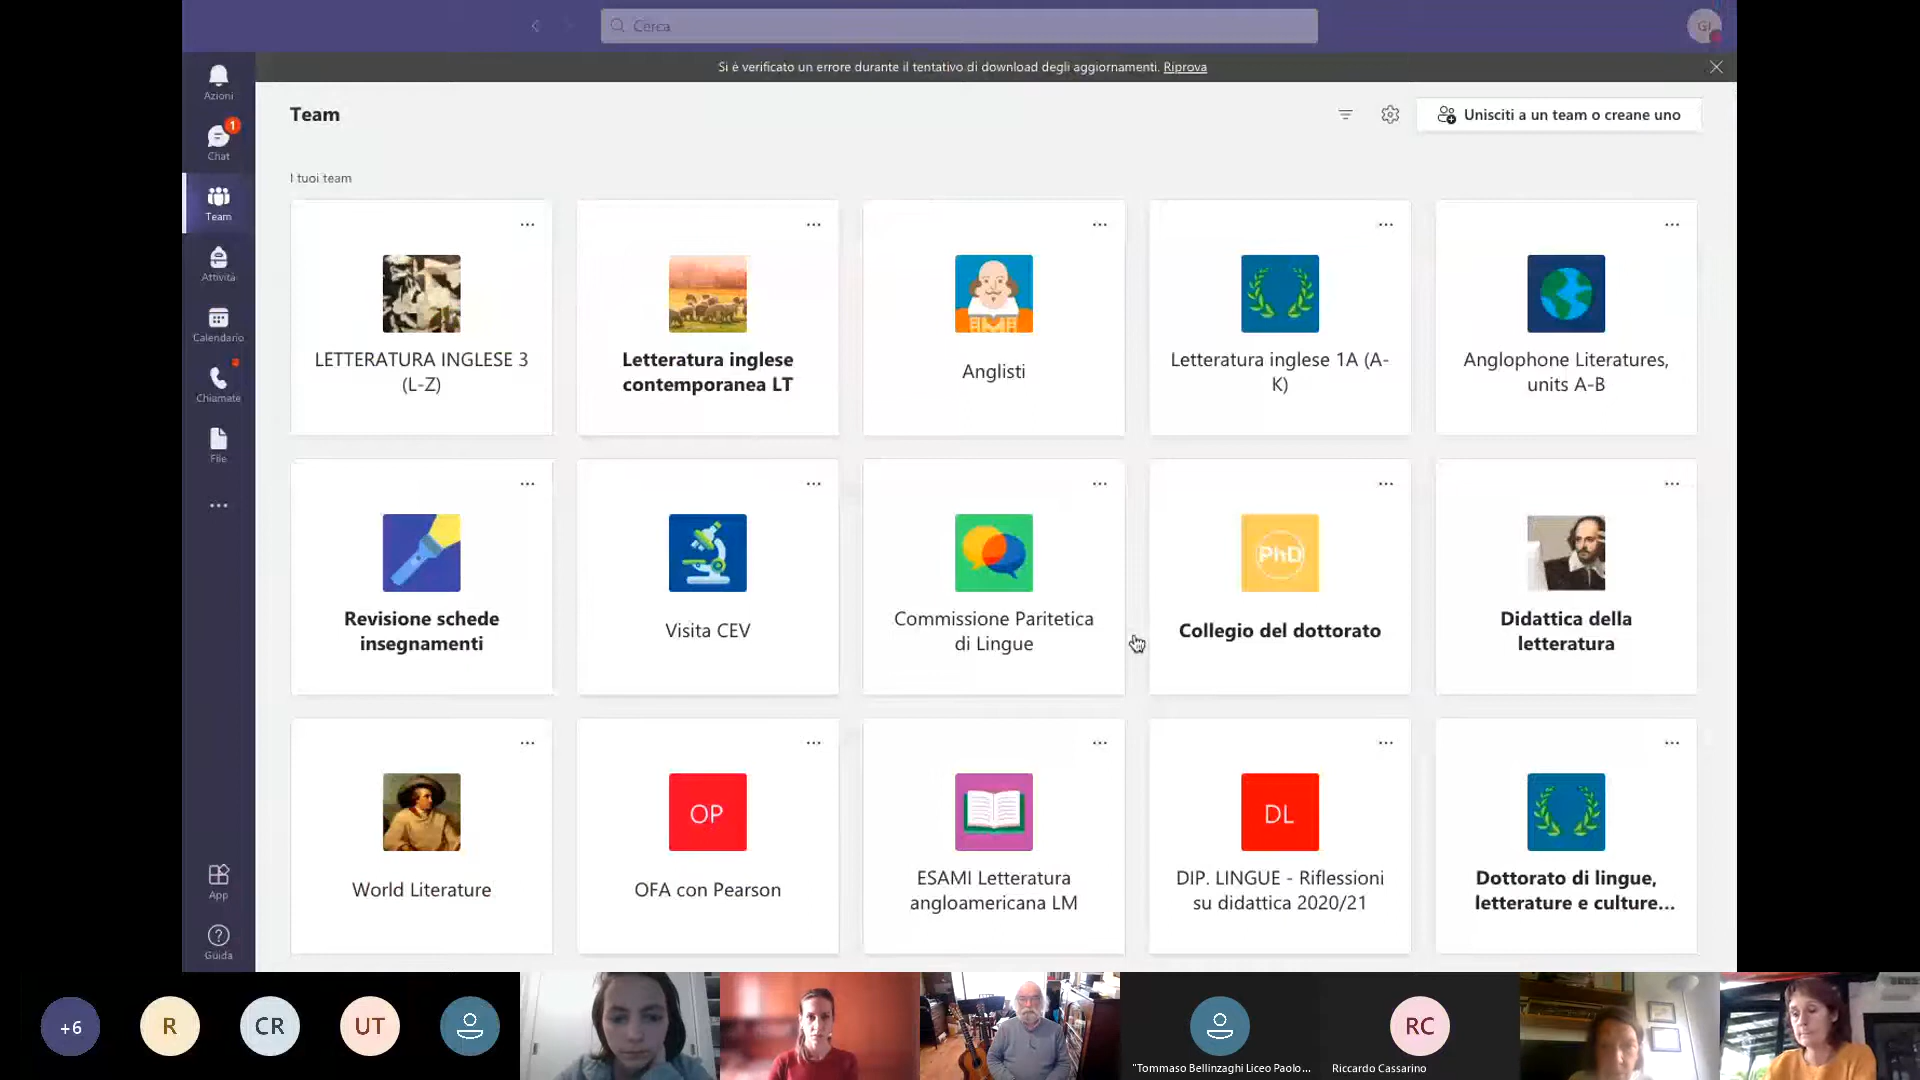 Cerca
GI
Si è verificato un errore durante il tentativo di download degli aggiornamenti. Riprova
Azioni
1
Chat
Team
Attività
Calendario
Chiamate
File
App
Guida
Team
Unisciti a un team o creane uno
I tuoi team
LETTERATURA INGLESE 3
(L-Z)
Letteratura inglese
contemporanea LT
Anglisti
Letteratura inglese 1A (A-
K)
Anglophone Literatures,
units A-B
Revisione schede
insegnamenti
Visita CEV
Commissione Paritetica
di Lingue
PhD
Collegio del dottorato
Didattica della
letteratura
World Literature
OP
OFA con Pearson
ESAMI Letteratura
angloamericana LM
DL
DIP. LINGUE - Riflessioni
su didattica 2020/21
Dottorato di lingue,
letterature e culture...
+6
R
CR
UT
"Tommaso Bellinzaghi Liceo Paolo...
RC
Riccardo Cassarino